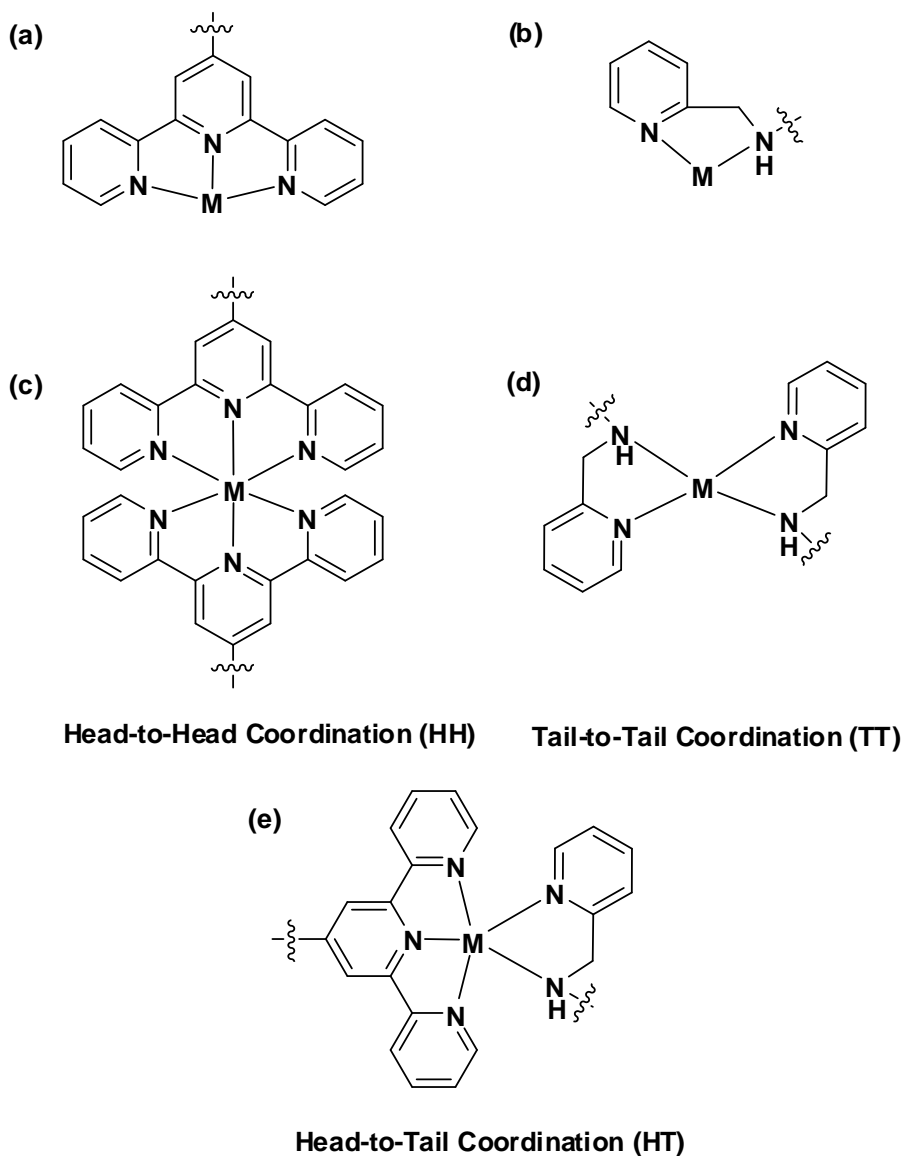 (a)
(b)
N
N
N
M
N
N
H
M
(c)
(d)
N
N
N
M
N
N
N
N
H
N
M
N
N
H
Head-to-Head Coordination (HH)
Tail-to-Tail Coordination (TT)
(e)
N
N
N
M
N
N
H
Head-to-Tail Coordination (HT)